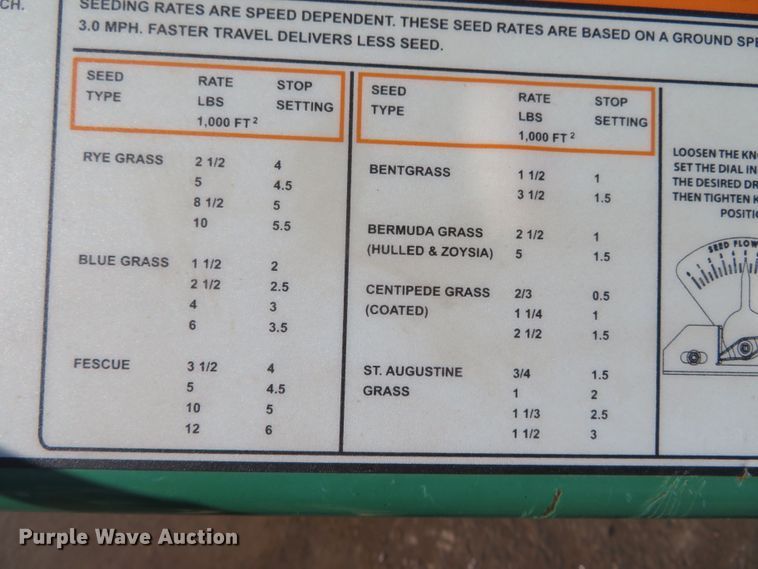 CH.
SEEDING RATES ARE SPEED DEPENDENT. THESE SEED RATES ARE BASED ON A GROUND SPE
3.0 MPH. FASTER TRAVEL DELIVERS LESS SEED.
SEED TYPE RATE LBS 1,000 FT² STOP SETTING
RYE GRASS 2 1/2 4
5 4.5
8 1/2 5
10 5.5
BLUE GRASS 1 1/2 2
2 1/2 2.5
4 3
6 3.5
FESCUE 3 1/2 4
5 4.5
10 5
12 6
SEED TYPE RATE LBS 1,000 FT² STOP SETTING
BENTGRASS 1 1/2 1
3 1/2 1.5
BERMUDA GRASS 2 1/2 1
(HULLED & ZOYSIA) 5 1.5
CENTIPEDE GRASS 2/3 0.5
(COATED) 1 1/4 1
2 1/2 1.5
ST. AUGUSTINE 3/4 1.5
GRASS 1 2
1 1/3 2.5
1 1/2 3
LOOSEN THE KN
SET THE DIAL IN
THE DESIRED DR
THEN TIGHTEN K
POSITIO
SEED FLOW
Purple Wave Auction